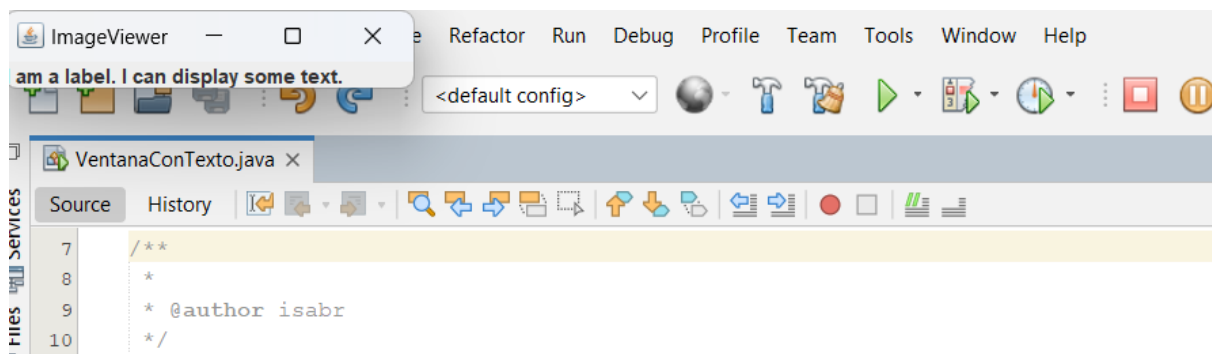 ImageViewer
am a label. I can display some text.
e Refactor Run Debug Profile Team Tools Window Help
<default config>
VentanaConTexto.java
Source History
Services
Files
7 /**
8 *
9 * @author isabr
10 */